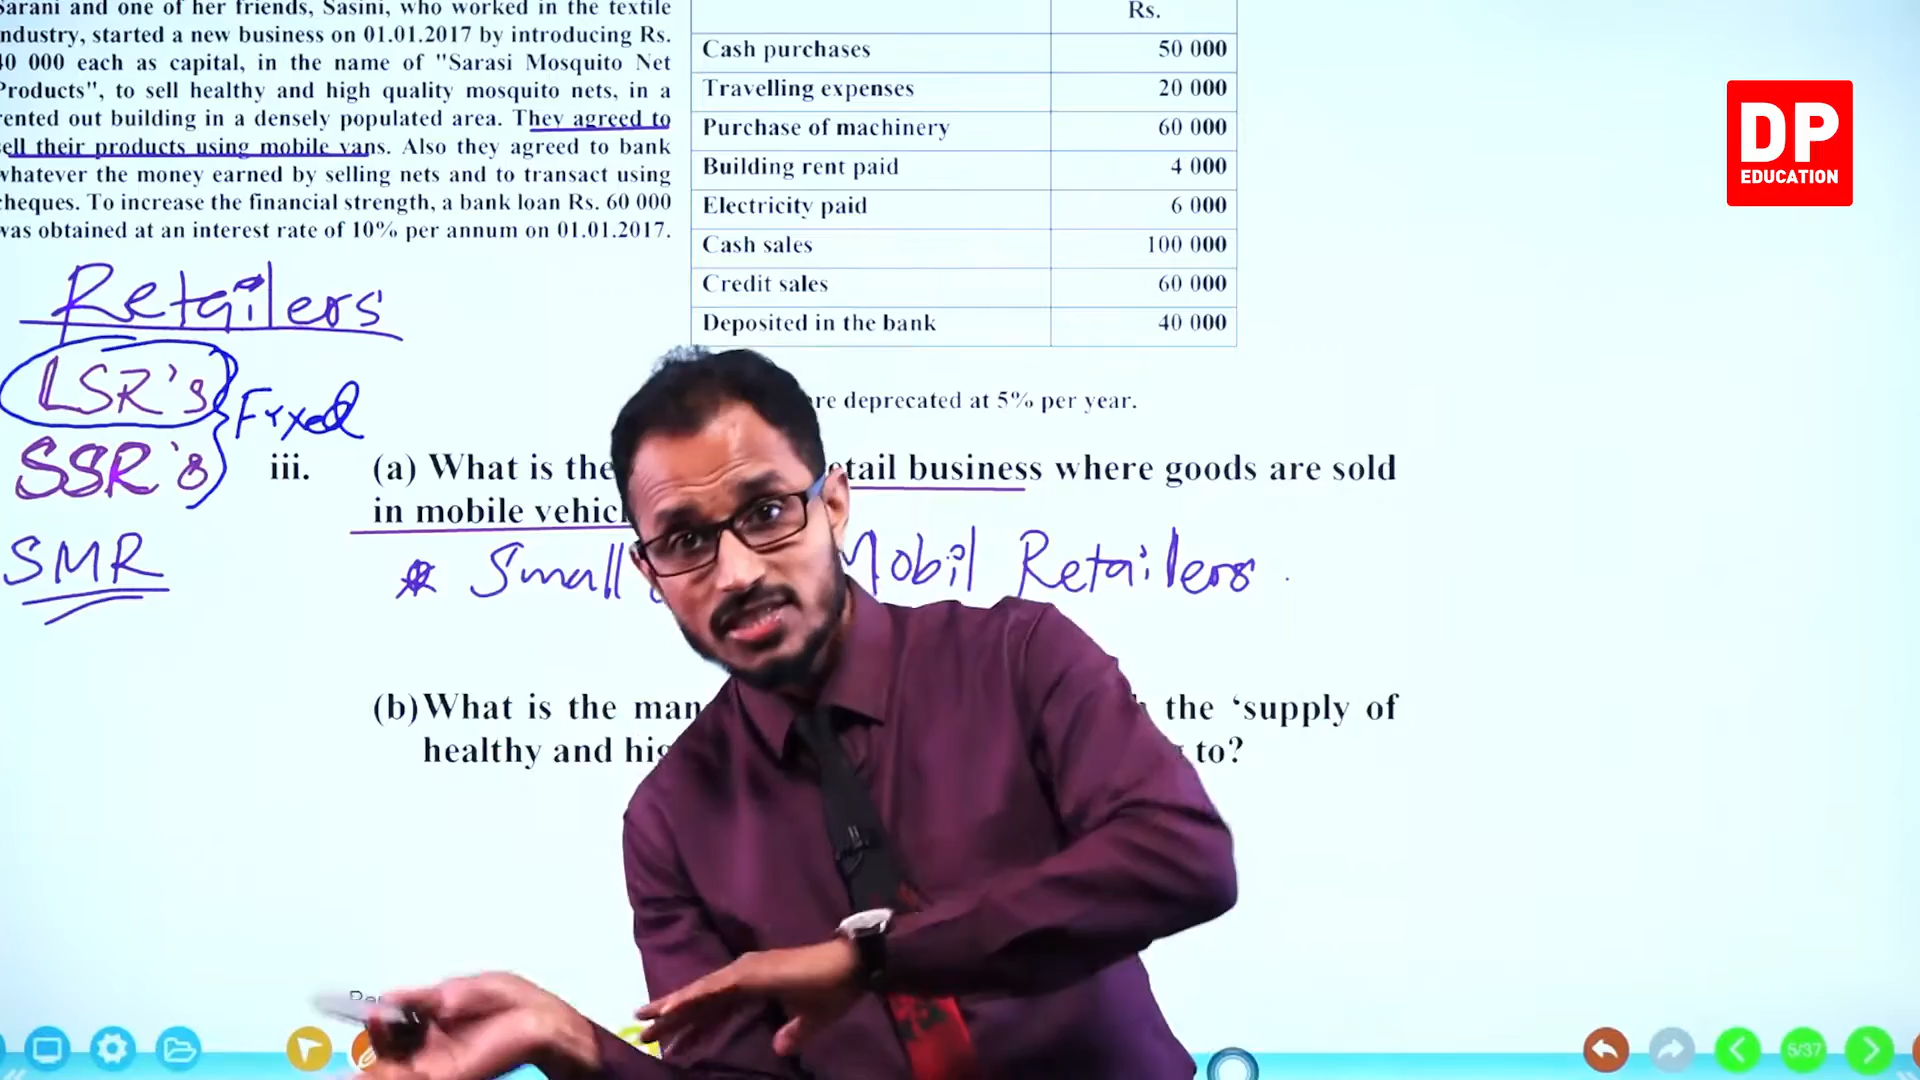 Sarani and one of her friends, Sasini, who worked in the textile
industry, started a new business on 01.01.2017 by introducing Rs.
40 000 each as capital, in the name of "Sarasi Mosquito Net
Products", to sell healthy and high quality mosquito nets, in a
rented out building in a densely populated area. They agreed to
sell their products using mobile vans. Also they agreed to bank
whatever the money earned by selling nets and to transact using
cheques. To increase the financial strength, a bank loan Rs. 60 000
was obtained at an interest rate of 10% per annum on 01.01.2017.
Rs.
Cash purchases 50 000
Travelling expenses 20 000
Purchase of machinery 60 000
Building rent paid 4 000
Electricity paid 6 000
Cash sales 100 000
Credit sales 60 000
Deposited in the bank 40 000
re deprecated at 5% per year.
DP
EDUCATION
Retailers
LSR's
SSR's
Fixed
SMR
iii. (a) What is the etail business where goods are sold
in mobile vehic
* Small Mobil Retailers.
(b) What is the man the ‘supply of
healthy and hig to?
5/37